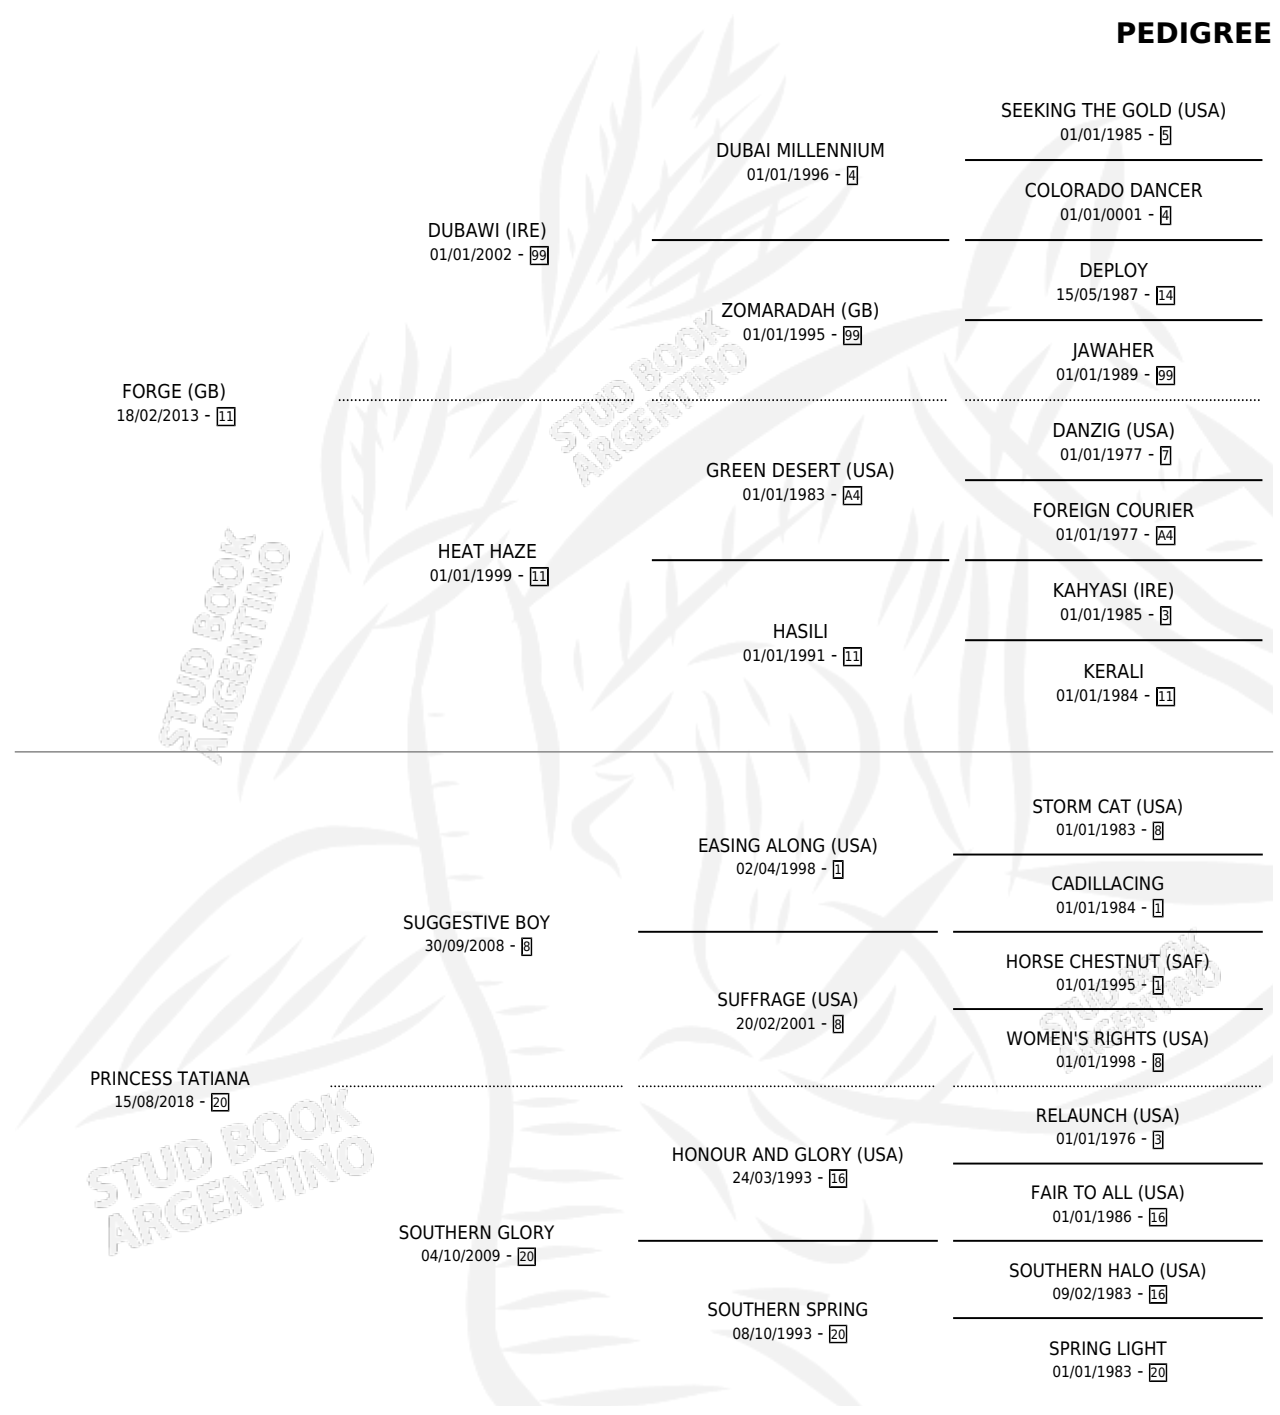 PEDIGREE
SEEKING THE GOLD (USA)
01/01/1985 - 5
DUBAI MILLENNIUM
01/01/1996 - 4
COLORADO DANCER
01/01/0001 - 4
DUBAWI (IRE)
01/01/2002 - 99
DEPLOY
15/05/1987 - 14
ZOMARADAH (GB)
01/01/1995 - 99
JAWAHER
01/01/1989 - 99
FORGE (GB)
18/02/2013 - 11
STUD BOOK
ARGENTINO
DANZIG (USA)
01/01/1977 - 7
GREEN DESERT (USA)
01/01/1983 - A4
FOREIGN COURIER
01/01/1977 - A4
HEAT HAZE
01/01/1999 - 11
KAHYASI (IRE)
01/01/1985 - 3
HASILI
01/01/1991 - 11
KERALI
01/01/1984 - 11
STUD BOOK
ARGENTINO
STORM CAT (USA)
01/01/1983 - 8
EASING ALONG (USA)
02/04/1998 - 1
CADILLACING
01/01/1984 - 1
SUGGESTIVE BOY
30/09/2008 - 8
HORSE CHESTNUT (SAF)
01/01/1995 - 1
SUFFRAGE (USA)
20/02/2001 - 8
STUD BOOK
ARGENTINO
WOMEN'S RIGHTS (USA)
01/01/1998 - 8
PRINCESS TATIANA
15/08/2018 - 20
STUD BOOK
ARGENTINO
RELAUNCH (USA)
01/01/1976 - 3
HONOUR AND GLORY (USA)
24/03/1993 - 16
FAIR TO ALL (USA)
01/01/1986 - 16
SOUTHERN GLORY
04/10/2009 - 20
SOUTHERN HALO (USA)
09/02/1983 - 16
SOUTHERN SPRING
08/10/1993 - 20
SPRING LIGHT
01/01/1983 - 20